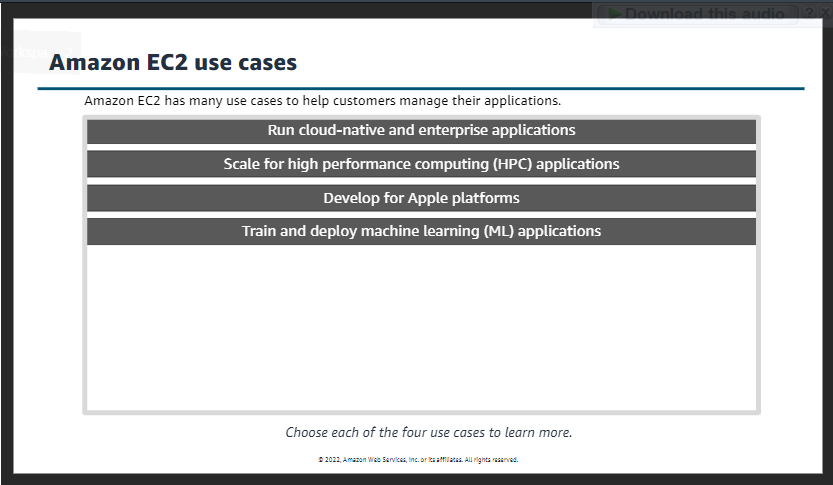 Download this audio
Amazon EC2 use cases
Amazon EC2 has many use cases to help customers manage their applications.
Run cloud-native and enterprise applications
Scale for high performance computing (HPC) applications
Develop for Apple platforms
Train and deploy machine learning (ML) applications
Choose each of the four use cases to learn more.
© 2022, Amazon Web Services, Inc. or its affiliates. All rights reserved.